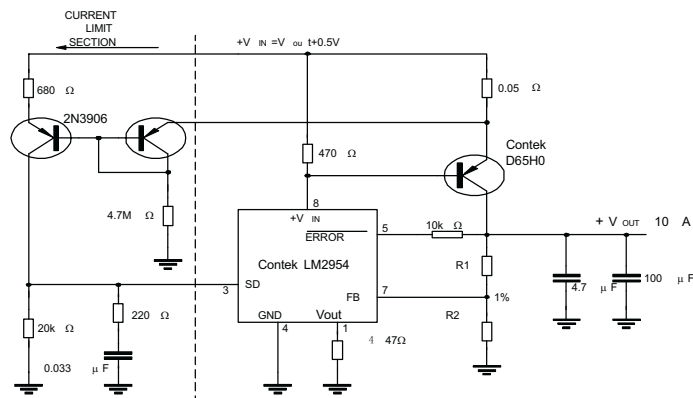 CURRENT
LIMIT
SECTION
+V IN =V ou t+0.5V
680 Ω
0.05 Ω
2N3906
Contek
D65H0
470 Ω
4.7M Ω
8
+V IN
ERROR
5
10k Ω
+ V OUT 10 A
Contek LM2954
R1
3
SD
FB
7
1%
4.7 μ F
100 μ F
GND
Vout
R2
4
1
20k Ω
220 Ω
4 47Ω
0.033 μ F